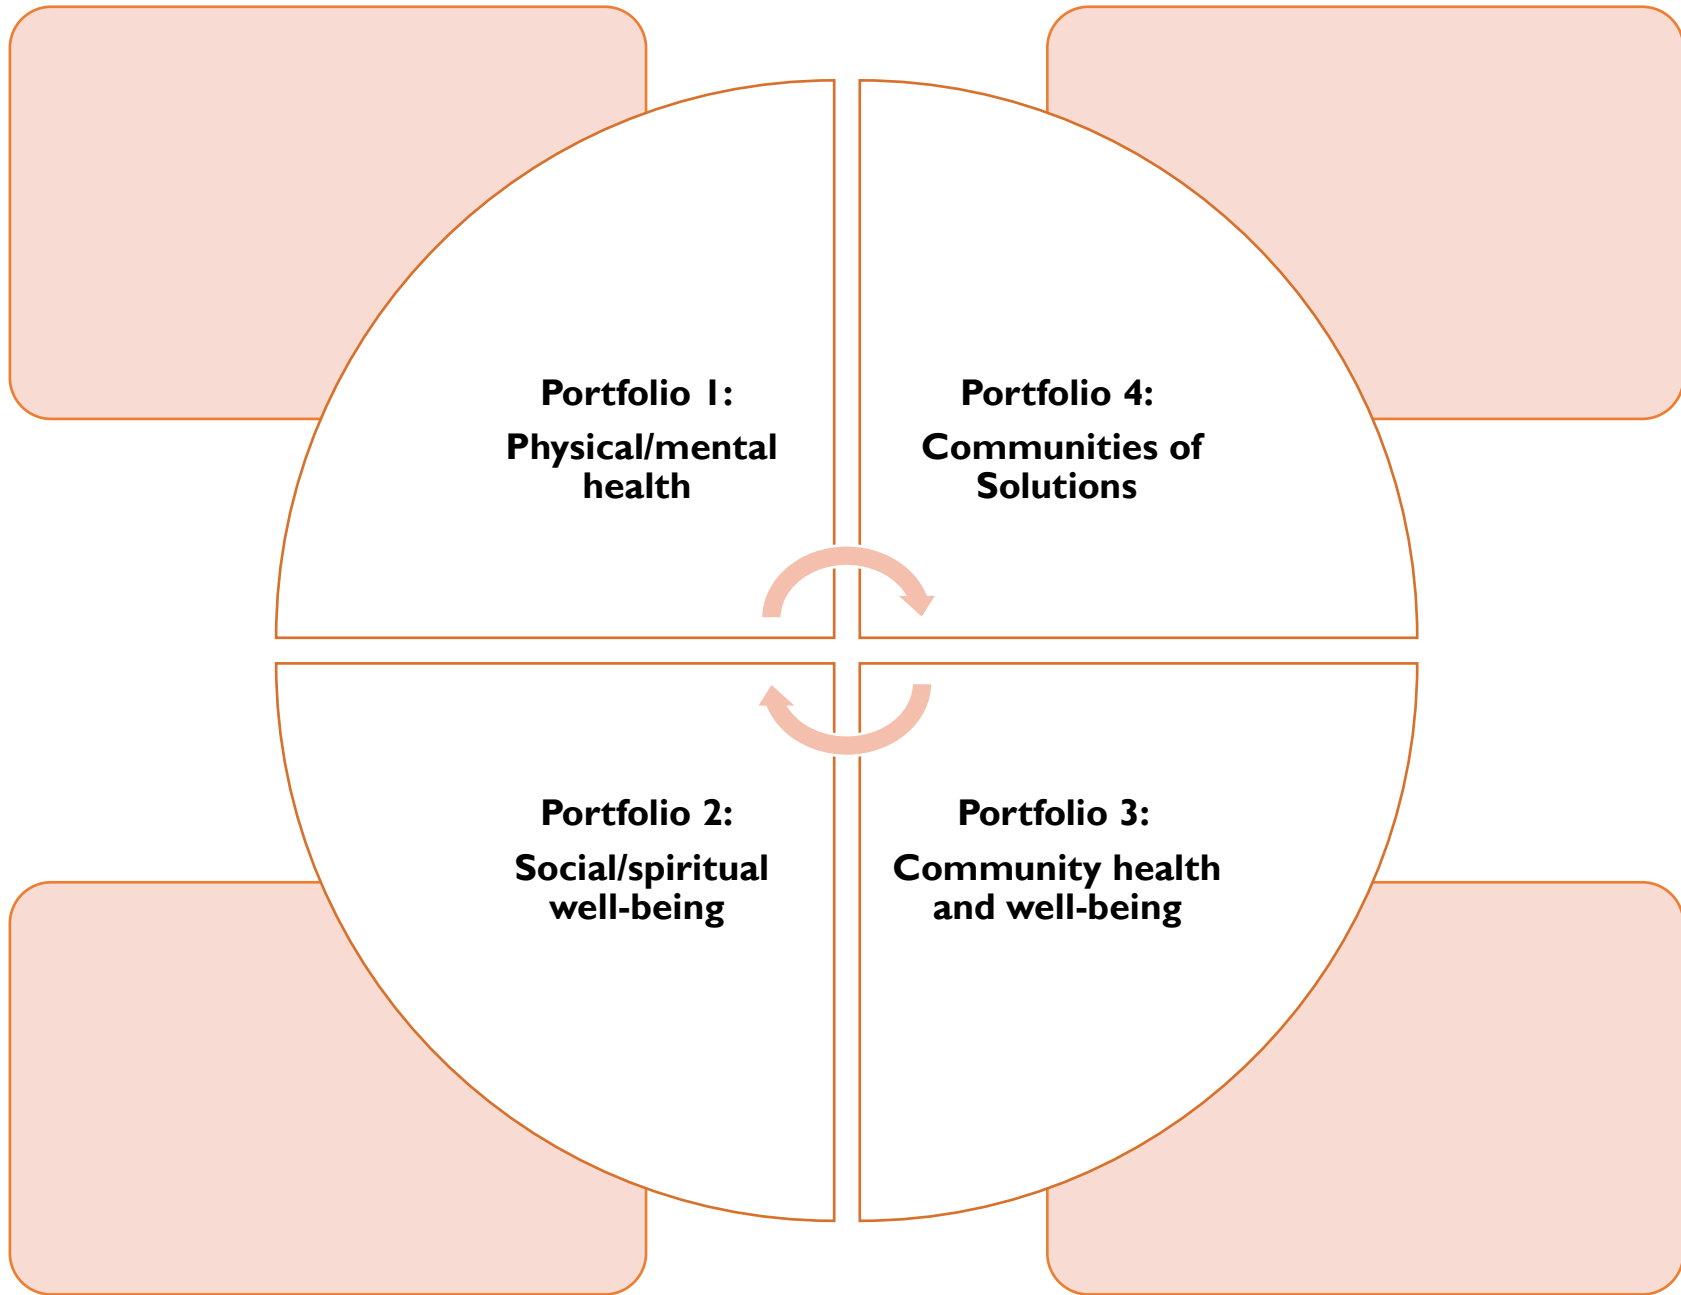 Portfolio 1:
Physical/mental
health
Portfolio 4:
Communities of
Solutions
Portfolio 2:
Social/spiritual
well-being
Portfolio 3:
Community health
and well-being